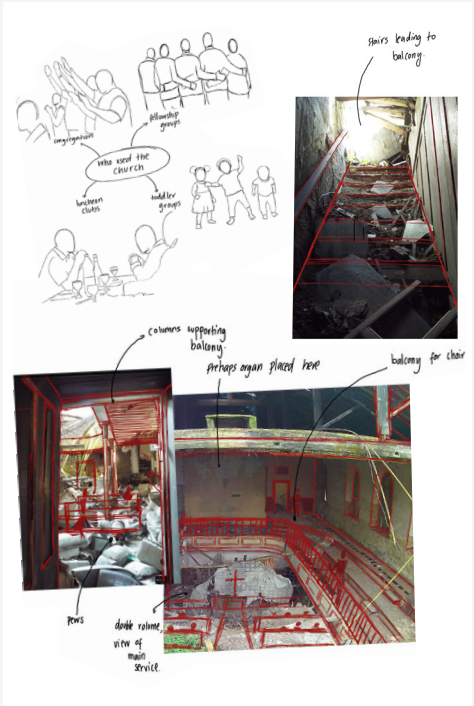 stairs leading to
balcony.
fellowship
groups
congregation
who used the
church
luncheon
clubs
toddler
groups
columns supporting
balcony.
perhaps organ placed here
balcony for choir
pews
double volume,
view of
main
service.